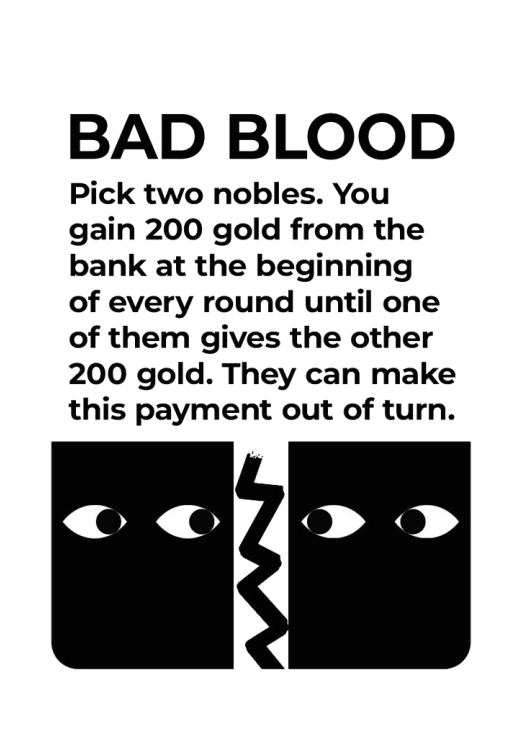 BAD BLOOD
Pick two nobles. You
gain 200 gold from the
bank at the beginning
of every round until one
of them gives the other
200 gold. They can make
this payment out of turn.